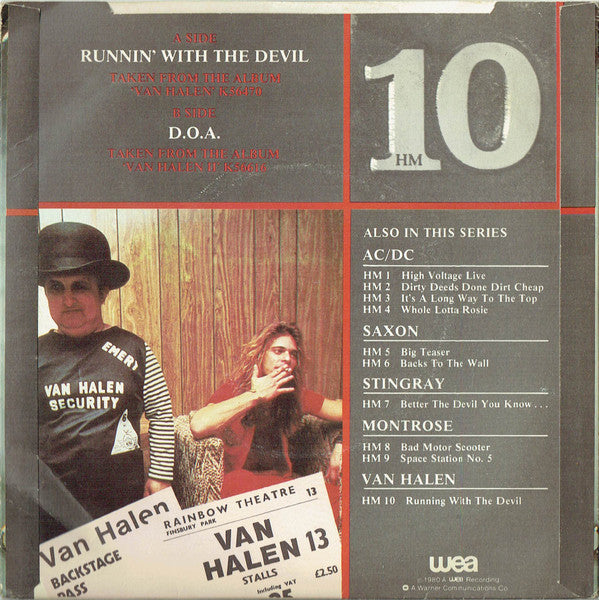 A SIDE
RUNNIN' WITH THE DEVIL
TAKEN FROM THE ALBUM
'VAN HALEN' K56470
B SIDE
D.O.A.
TAKEN FROM THE ALBUM
'VAN HALEN II'
HM
10
ALSO IN THIS SERIES
AC/DC
HM 1 High Voltage Live
HM 2 Dirty Deeds Done Dirt Cheap
HM 3 It's A Long Way To The Top
HM 4 Whole Lotta Rosie
SAXON
HM 5 Big Teaser
HM 6 Backs To The Wall
STINGRAY
HM 7 Better The Devil You Know . . .
MONTROSE
HM 8 Bad Motor Scooter
HM 9 Space Station No. 5
VAN HALEN
HM 10 Running With The Devil
EMERY
VAN HALEN
SECURITY
Van Halen
BACKSTAGE
PASS
RAINBOW THEATRE 13
FINSBURY PARK
VAN
HALEN 13
STALLS
Including VAT
£2.50
wea
© 1980 A wea Recording
A Warner Communications Co.